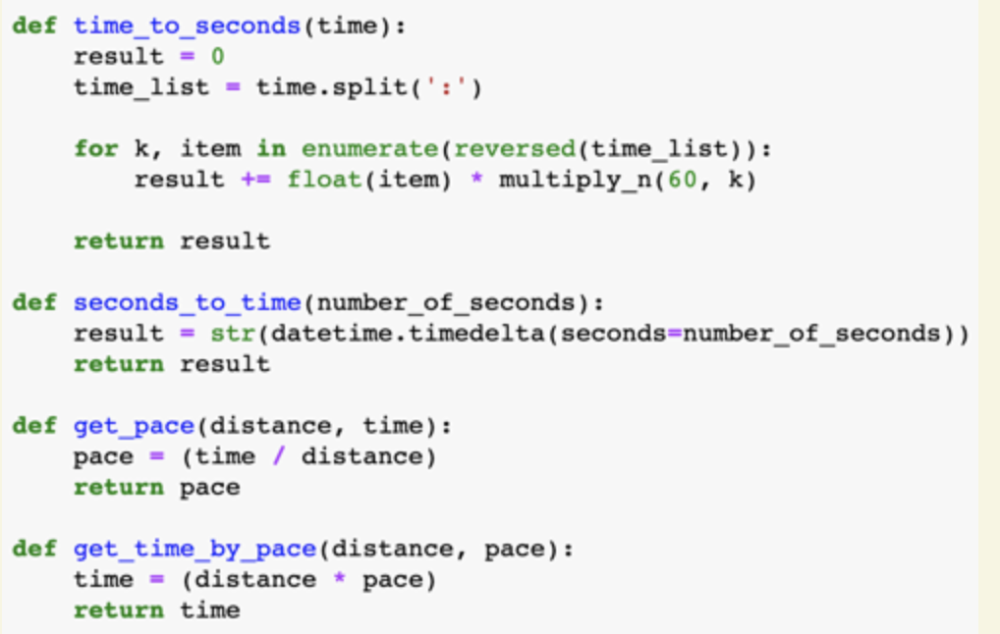 def time_to_seconds(time):
    result = 0
    time_list = time.split(':')

    for k, item in enumerate(reversed(time_list)):
        result += float(item) * multiply_n(60, k)

    return result

def seconds_to_time(number_of_seconds):
    result = str(datetime.timedelta(seconds=number_of_seconds))
    return result

def get_pace(distance, time):
    pace = (time / distance)
    return pace

def get_time_by_pace(distance, pace):
    time = (distance * pace)
    return time